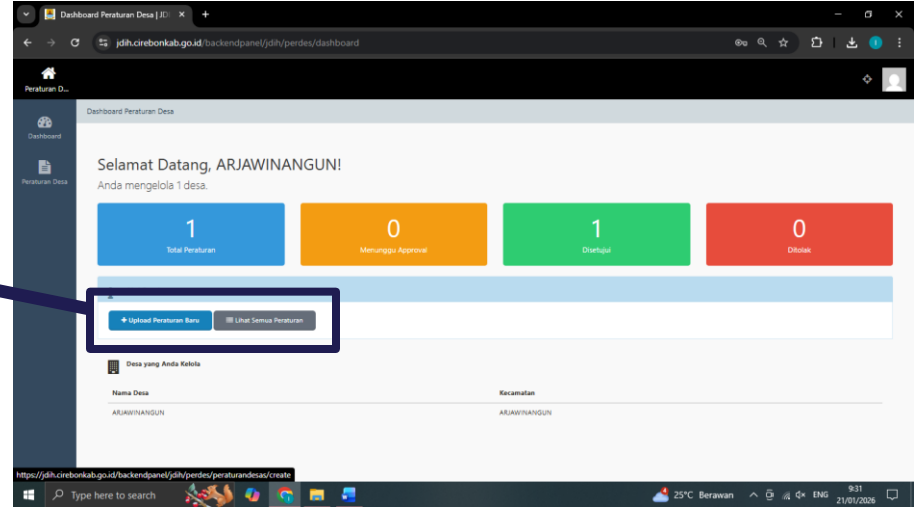 Dashboard Peraturan Desa | JDI
jdih.cirebonkab.go.id/backendpanel/jdih/perdes/dashboard
Peraturan D...
Dashboard Peraturan Desa
Dashboard
Peraturan Desa
Selamat Datang, ARJAWINANGUN!
Anda mengelola 1 desa.
1
Total Peraturan
0
Menunggu Approval
1
Disetujui
0
Ditolak
+ Upload Peraturan Baru
Lihat Semua Peraturan
Desa yang Anda Kelola
Nama Desa Kecamatan
ARJAWINANGUN ARJAWINANGUN
https://jdih.cirebonkab.go.id/backendpanel/jdih/perdes/peraturandesas/create
Type here to search
25°C Berawan
ENG
9:31
21/01/2026